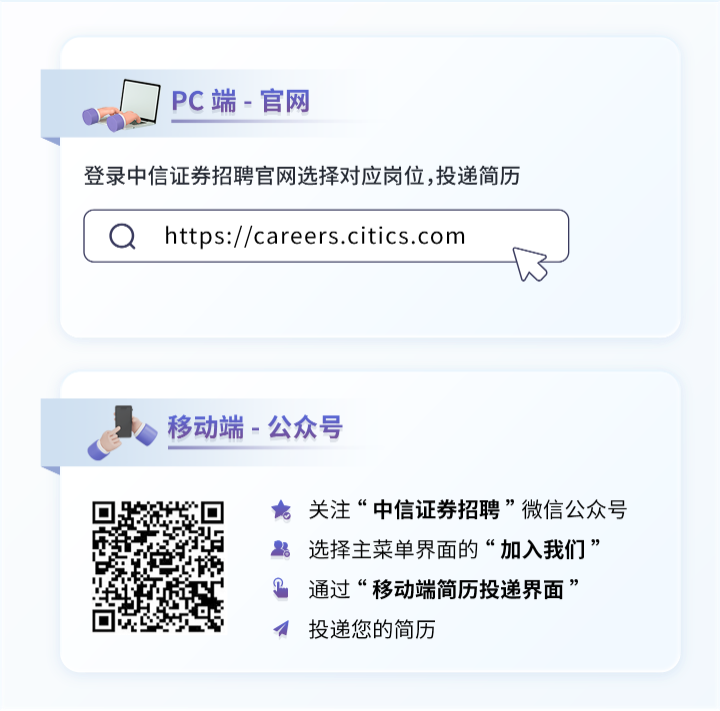 PC 端 - 官网
登录中信证券招聘官网选择对应岗位,投递简历
https://careers.citics.com
移动端 - 公众号
关注“中信证券招聘”微信公众号
选择主菜单界面的“加入我们”
通过“移动端简历投递界面”
投递您的简历